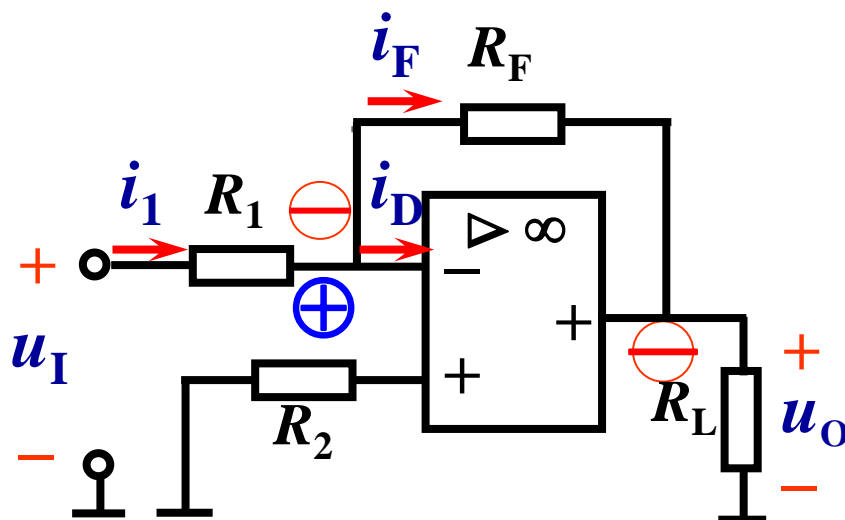 i_F R_F
i_1 R_1 − i_D ▷ ∞
+ −
+ +
u_I − + +
R_2 R_L u_O
− −